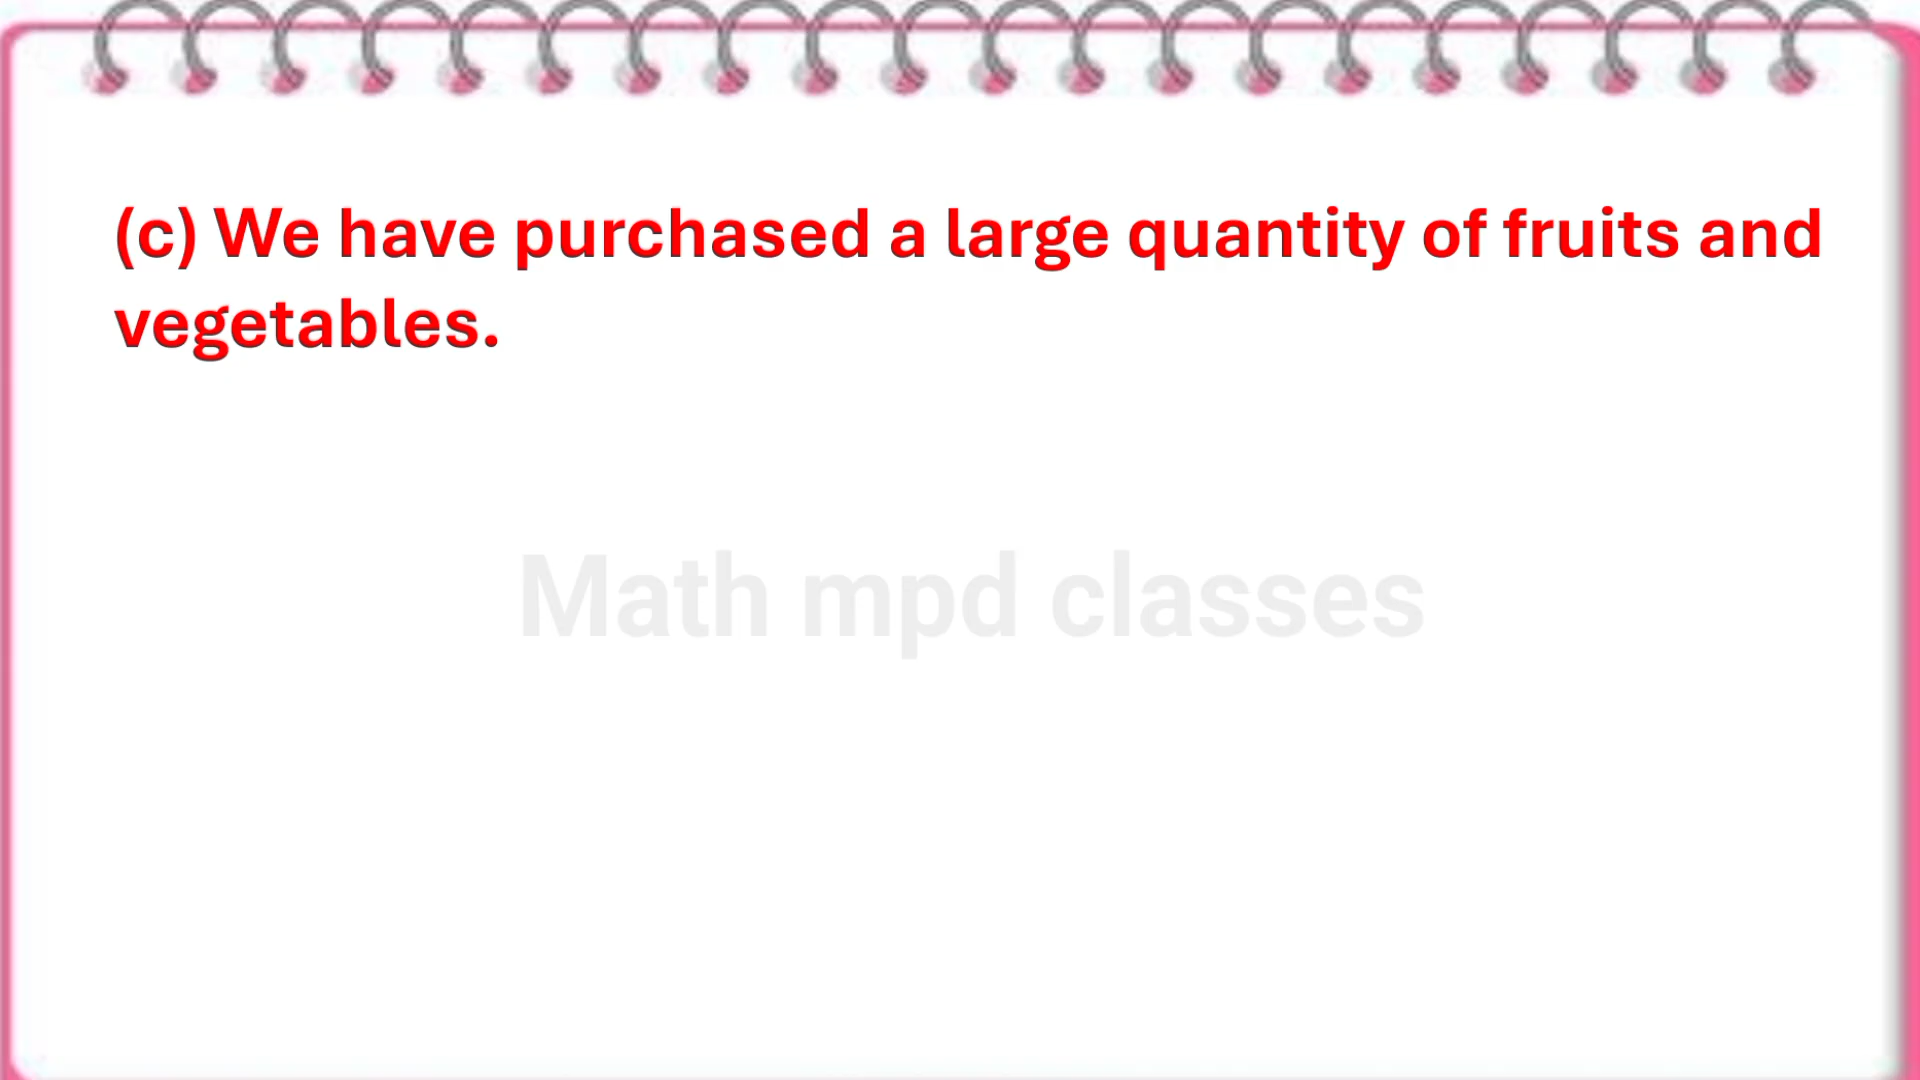 (c) We have purchased a large quantity of fruits and
vegetables.
Math mpd classes